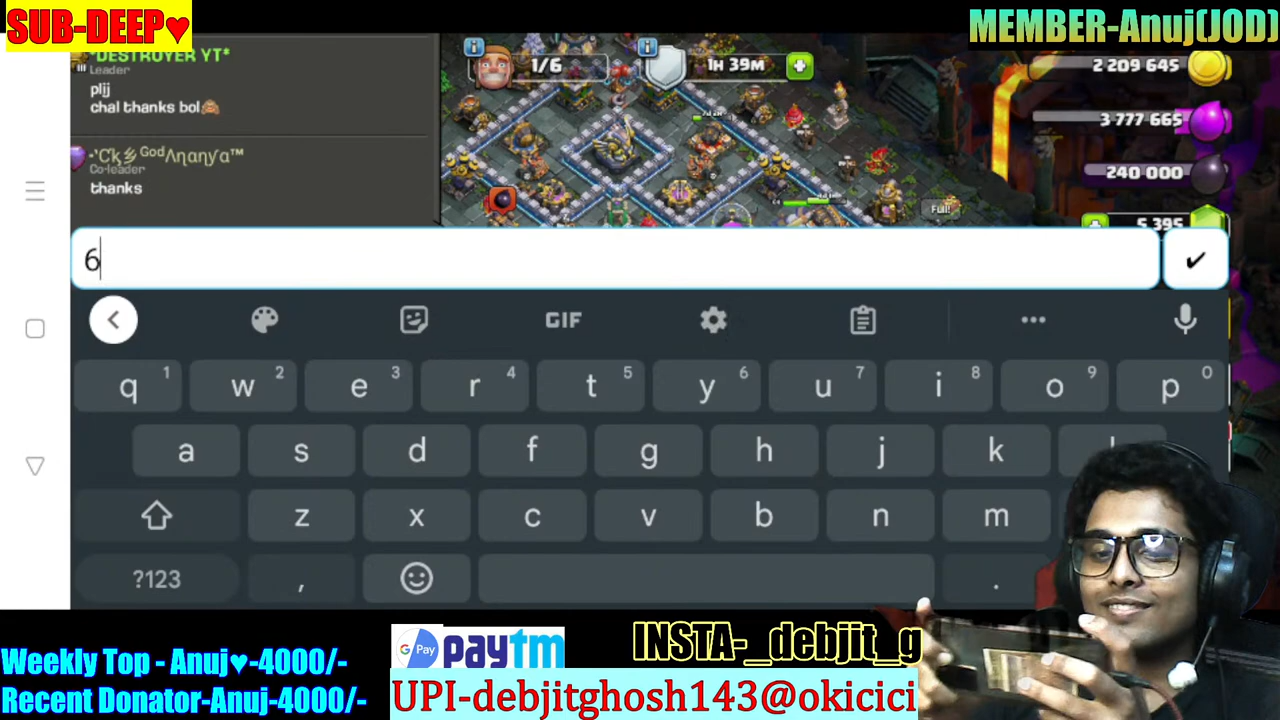 SUB-DEEP♥
MEMBER-Anuj(JOD)
*DESTROYER YT*
Leader
plij
chal thanks bol🙈
Co-leader
thanks
1/6
1H 39M
2 209 645
3 777 665
240 000
5 395
Full!
6
✔
GIF
q 1 w 2 e 3 r 4 t 5 y 6 u 7 i 8 o 9 p 0
a s d f g h j k
z x c v b n m
?123 , .
Weekly Top - Anuj♥-4000/-
Recent Donator-Anuj-4000/-
G Pay
paytm
INSTA-_debjit_g
UPI-debjitghosh143@okicici